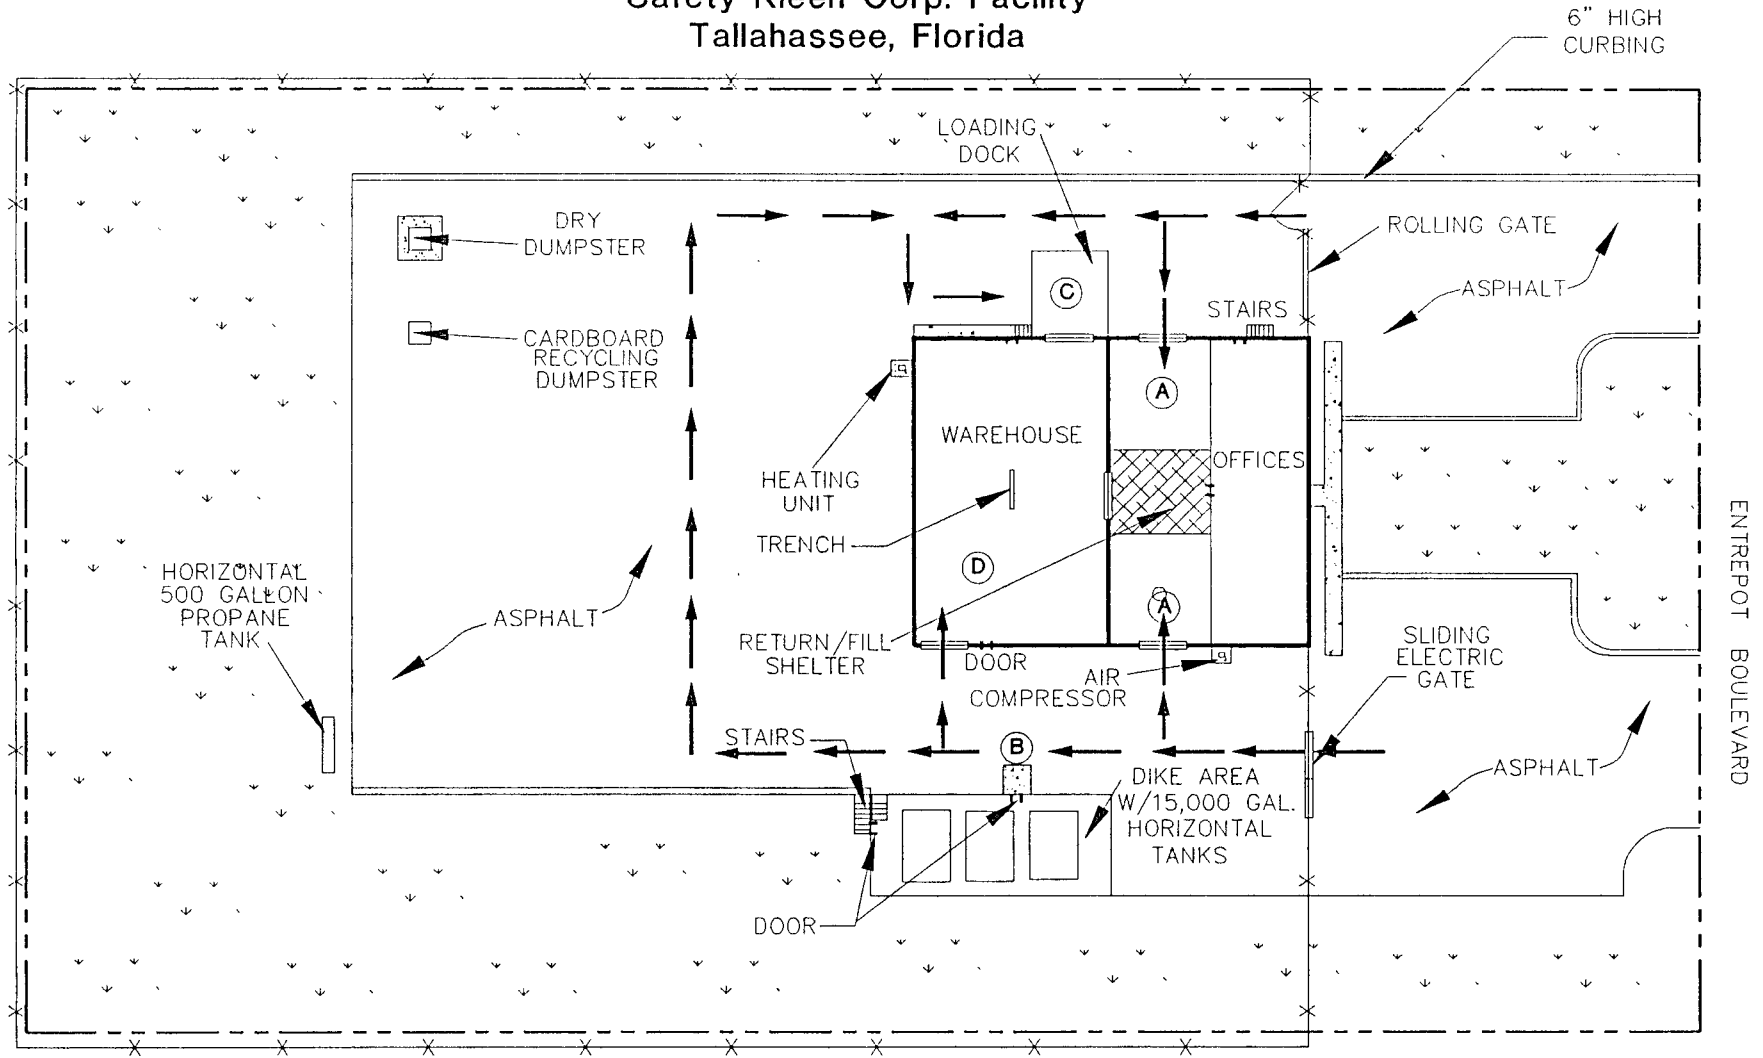 Tallahassee, Florida
6" HIGH
CURBING
LOADING
DOCK
DRY
DUMPSTER
ROLLING GATE
ASPHALT
C
STAIRS
CARDBOARD
RECYCLING
DUMPSTER
A
WAREHOUSE
OFFICES
HEATING
UNIT
TRENCH
D
HORIZONTAL
500 GALLON
PROPANE
TANK
ASPHALT
A
RETURN/FILL
SHELTER
DOOR
AIR
COMPRESSOR
SLIDING
ELECTRIC
GATE
ENTREPOT BOULEVARD
STAIRS
B
DIKE AREA
W/15,000 GAL.
HORIZONTAL
TANKS
ASPHALT
DOOR